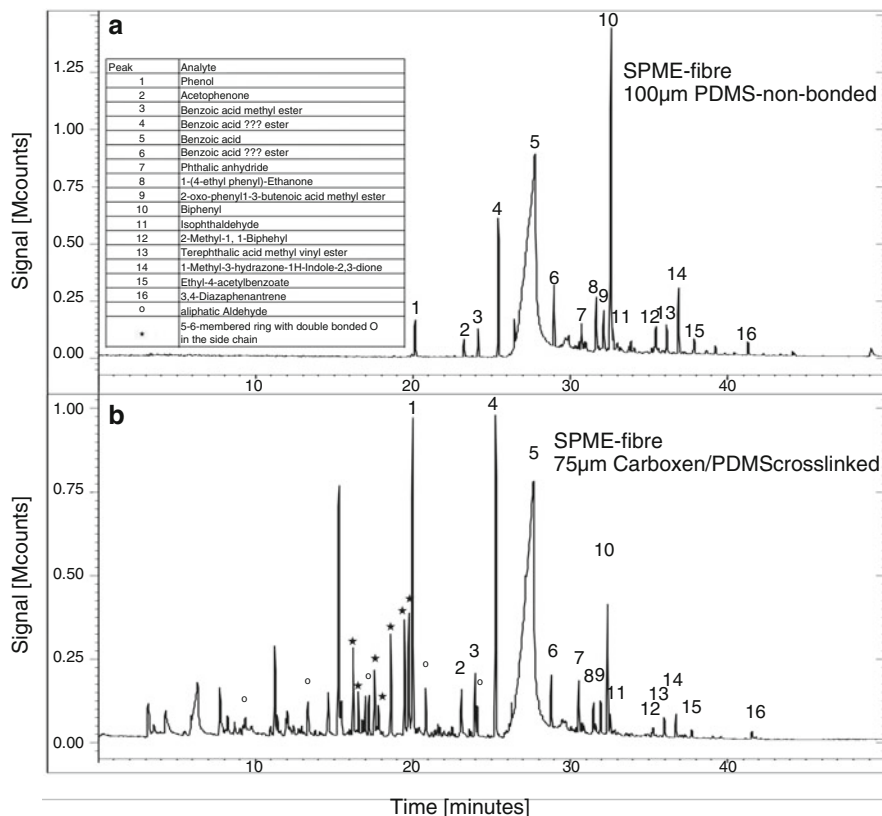 a
10
SPME-fibre
100µm PDMS-non-bonded
Peak Analyte
1 Phenol
2 Acetophenone
3 Benzoic acid methyl ester
4 Benzoic acid ??? ester
5 Benzoic acid
6 Benzoic acid ??? ester
7 Phthalic anhydride
8 1-(4-ethyl phenyl)-Ethanone
9 2-oxo-phenyl1-3-butenoic acid methyl ester
10 Biphenyl
11 Isophthaldehyde
12 2-Methyl-1, 1-Biphehyl
13 Terephthalic acid methyl vinyl ester
14 1-Methyl-3-hydrazone-1H-Indole-2,3-dione
15 Ethyl-4-acetylbenzoate
16 3,4-Diazaphenantrene
o aliphatic Aldehyde
★ 5-6-membered ring with double bonded O
in the side chain
Signal [Mcounts]
1.25
1.00
0.75
0.50
0.25
0.00
1 2 3 4 5 6 7 8 9 11 12 13 14 15 16
10 20 30 40
b
SPME-fibre
75µm Carboxen/PDMScrosslinked
Signal [Mcounts]
1.00
0.75
0.50
0.25
0.00
o o ★ ★ o ★ ★ ★ ★ ★ 1 o 2 3 o 4 5 6 7 8 9 10 11 12 13 14 15 16
10 20 30 40
Time [minutes]